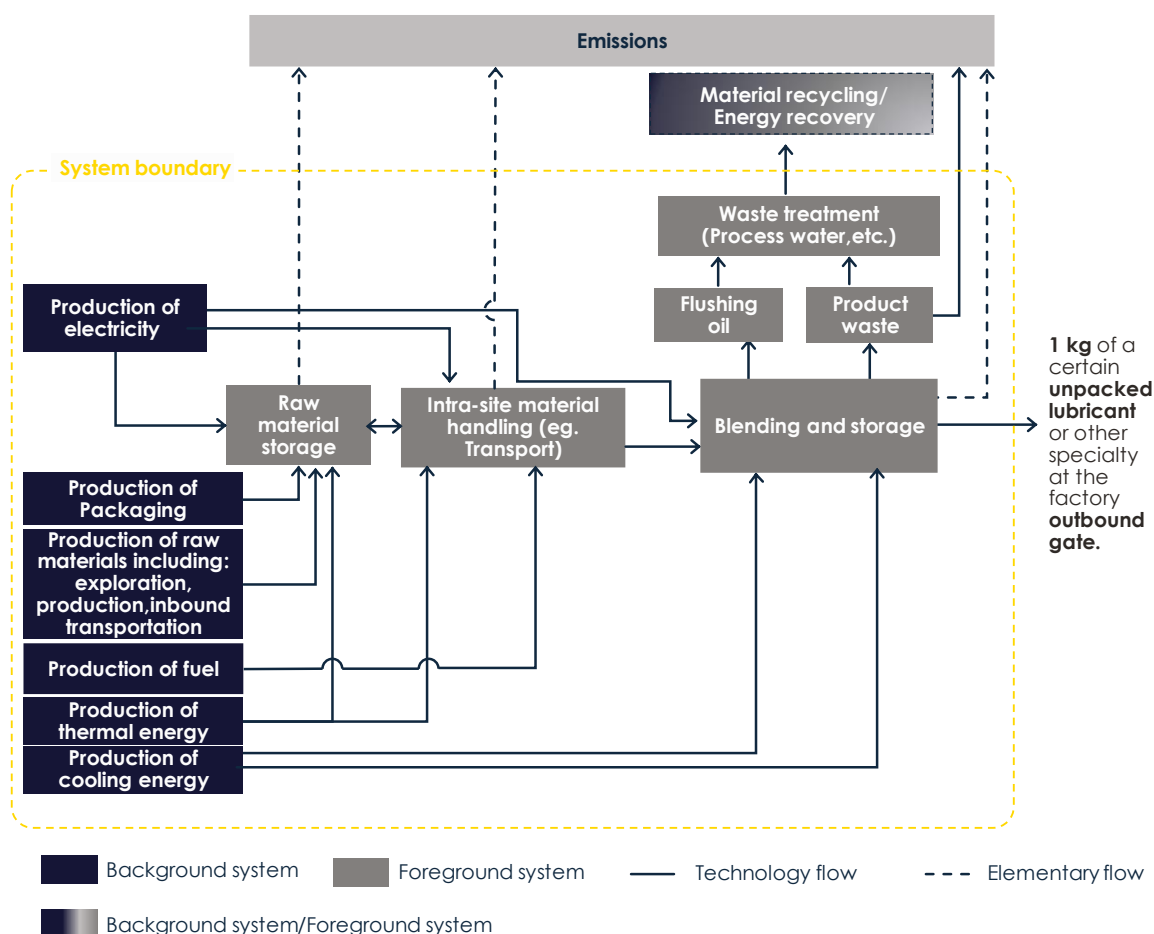 Emissions
Material recycling/
Energy recovery
System boundary
Waste treatment
(Process water,etc.)
Production of
electricity
Flushing
oil
Product
waste
1 kg of a
certain
unpacked
lubricant
or other
specialty
at the
factory
outbound
gate.
Raw
material
storage
Intra-site material
handling (eg.
Transport)
Blending and storage
Production of
Packaging
Production of raw
materials including:
exploration,
production,inbound
transportation
Production of fuel
Production of
thermal energy
Production of
cooling energy
Background system
Foreground system
Technology flow
Elementary flow
Background system/Foreground system